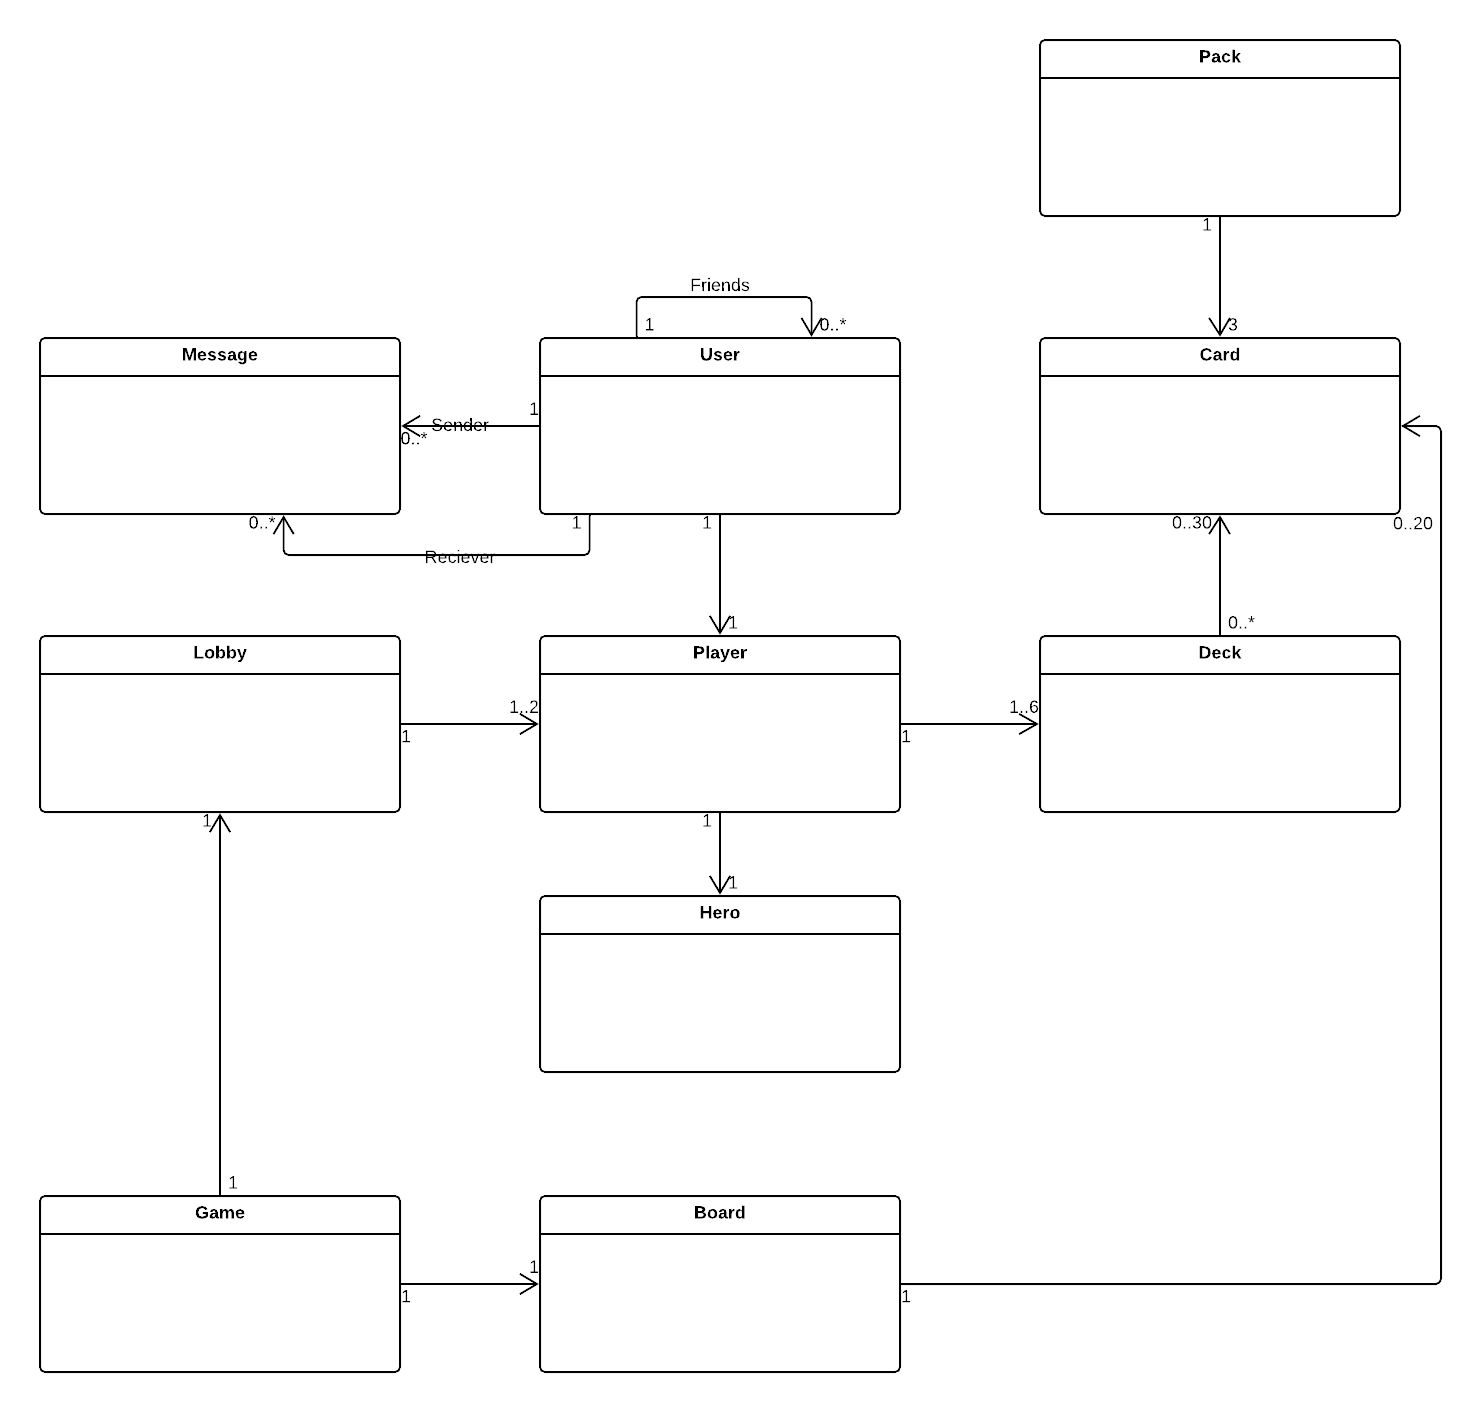 Pack
1
3
Friends
1
0..*
Message
User
Card
1
Sender
0..*
0..*
1
1
0..30
0..20
Reciever
1
0..*
Lobby
Player
Deck
1..2
1..6
1
1
1
1
1
Hero
1
Game
Board
1
1
1